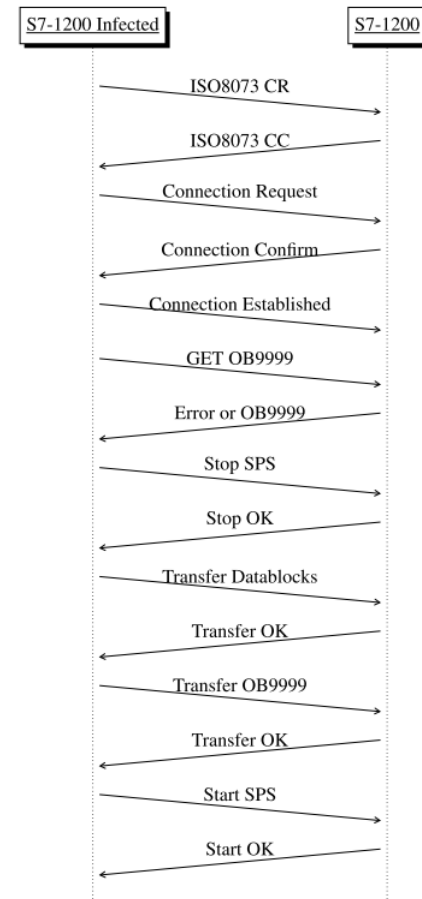 S7-1200 Infected
S7-1200
ISO8073 CR
ISO8073 CC
Connection Request
Connection Confirm
Connection Established
GET OB9999
Error or OB9999
Stop SPS
Stop OK
Transfer Datablocks
Transfer OK
Transfer OB9999
Transfer OK
Start SPS
Start OK